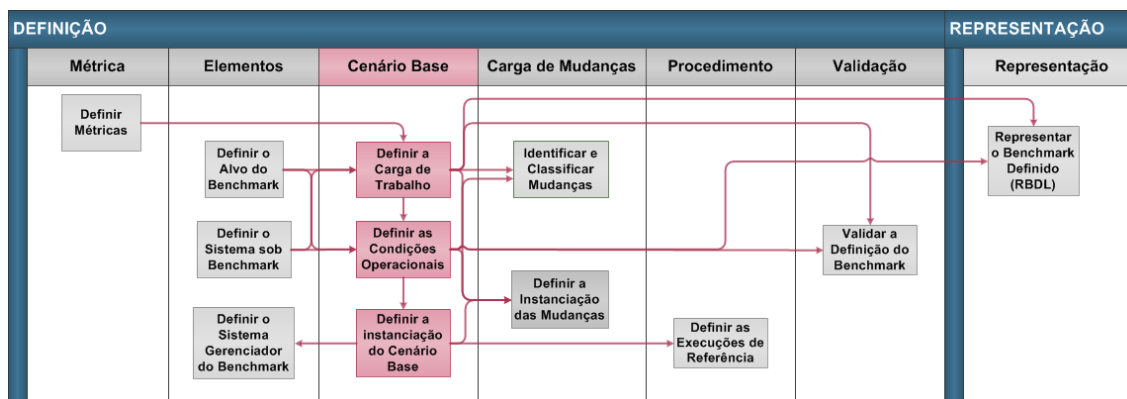 DEFINIÇÃO
REPRESENTAÇÃO
Métrica
Elementos
Cenário Base
Carga de Mudanças
Procedimento
Validação
Representação
Definir
Métricas
Definir o
Alvo do
Benchmark
Definir a
Carga de
Trabalho
Identificar e
Classificar
Mudanças
Representar
o Benchmark
Definido
(RBDL)
Definir o
Sistema sob
Benchmark
Definir as
Condições
Operacionais
Validar a
Definição do
Benchmark
Definir a
Instanciação
das Mudanças
Definir o
Sistema
Gerenciador
do Benchmark
Definir a
instanciação
do Cenário
Base
Definir as
Execuções de
Referência